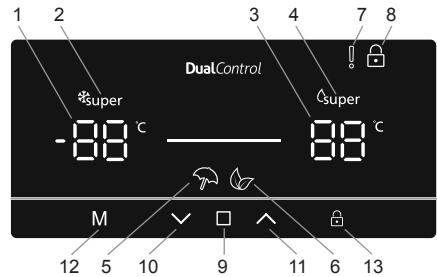 1 2 3 4 7 8
DualControl
super super
-88 °C 88 °C
M
12 5 10 9 11 6 13